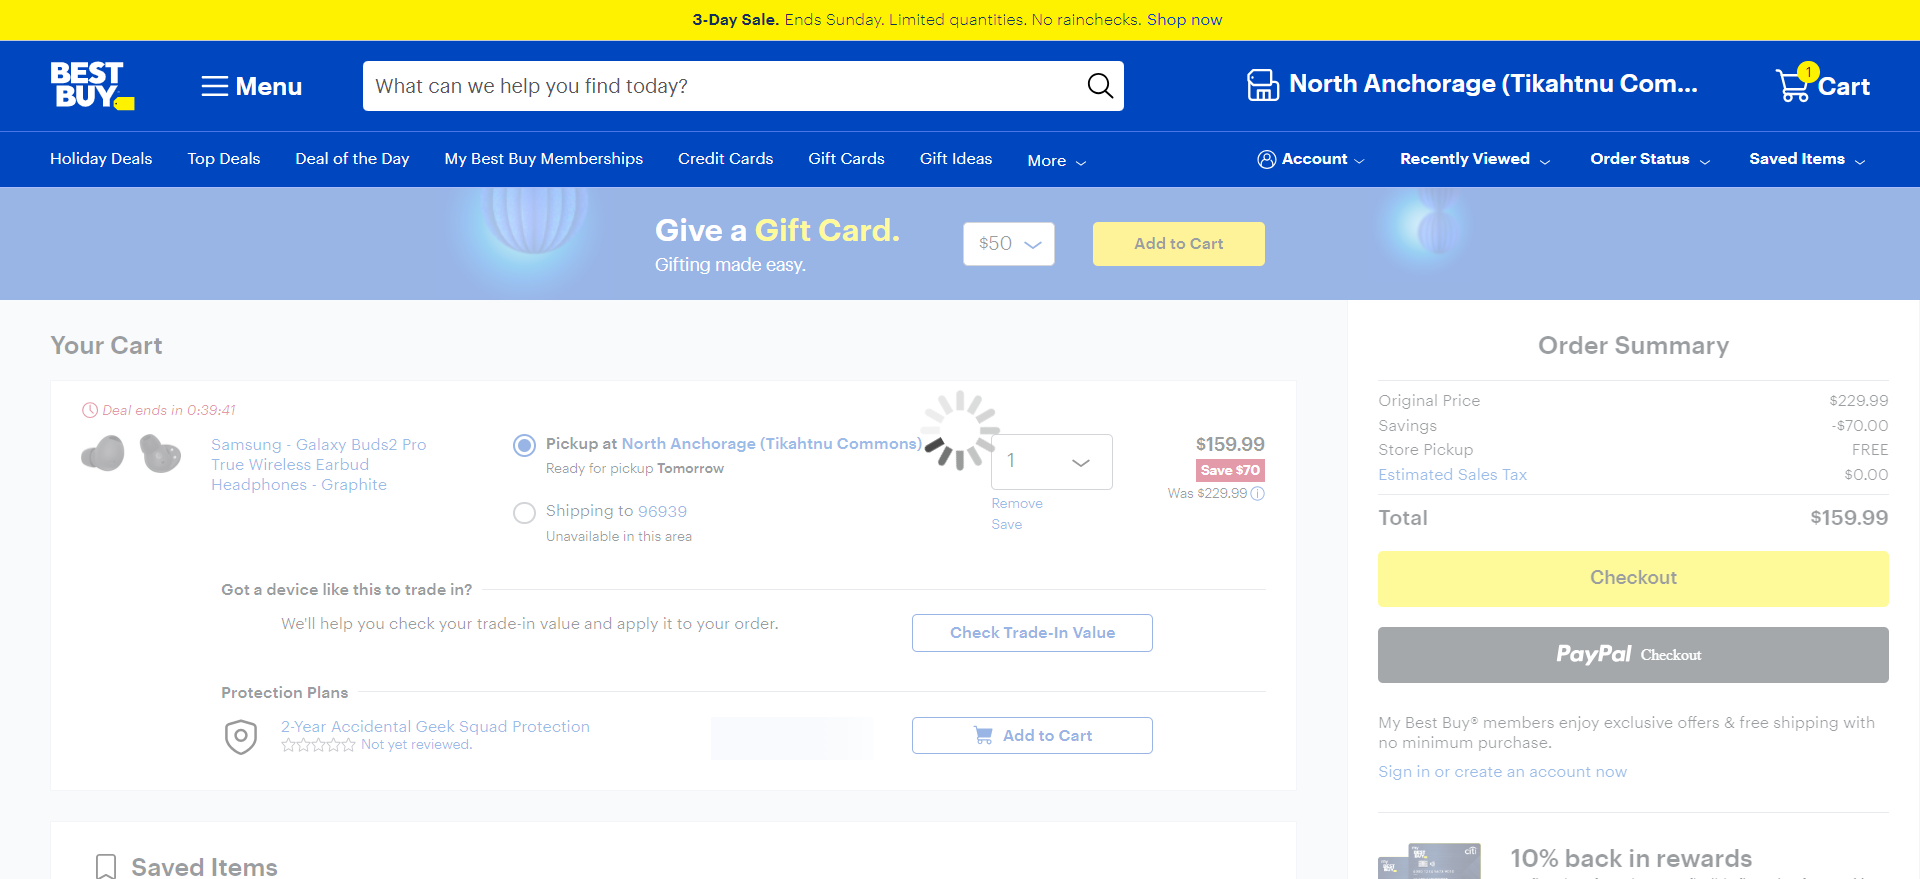 3-Day Sale. Ends Sunday. Limited quantities. No rainchecks. Shop now
BEST BUY
Menu
What can we help you find today?
North Anchorage (Tikahtnu Com...
1
Cart
Holiday Deals
Top Deals
Deal of the Day
My Best Buy Memberships
Credit Cards
Gift Cards
Gift Ideas
More
Account
Recently Viewed
Order Status
Saved Items
Give a Gift Card.
Gifting made easy.
$50
Add to Cart
Your Cart
Deal ends in 0:39:41
Samsung - Galaxy Buds2 Pro
True Wireless Earbud
Headphones - Graphite
Pickup at North Anchorage (Tikahtnu Commons)
Ready for pickup Tomorrow
Shipping to 96939
Unavailable in this area
1
Remove
Save
$159.99
Save $70
Was $229.99
Got a device like this to trade in?
We'll help you check your trade-in value and apply it to your order.
Check Trade-In Value
Protection Plans
2-Year Accidental Geek Squad Protection
Not yet reviewed.
Add to Cart
Saved Items
Order Summary
Original Price $229.99
Savings -$70.00
Store Pickup FREE
Estimated Sales Tax $0.00
Total $159.99
Checkout
PayPal Checkout
My Best Buy® members enjoy exclusive offers & free shipping with
no minimum purchase.
Sign in or create an account now
BEST BUY
citi
10% back in rewards